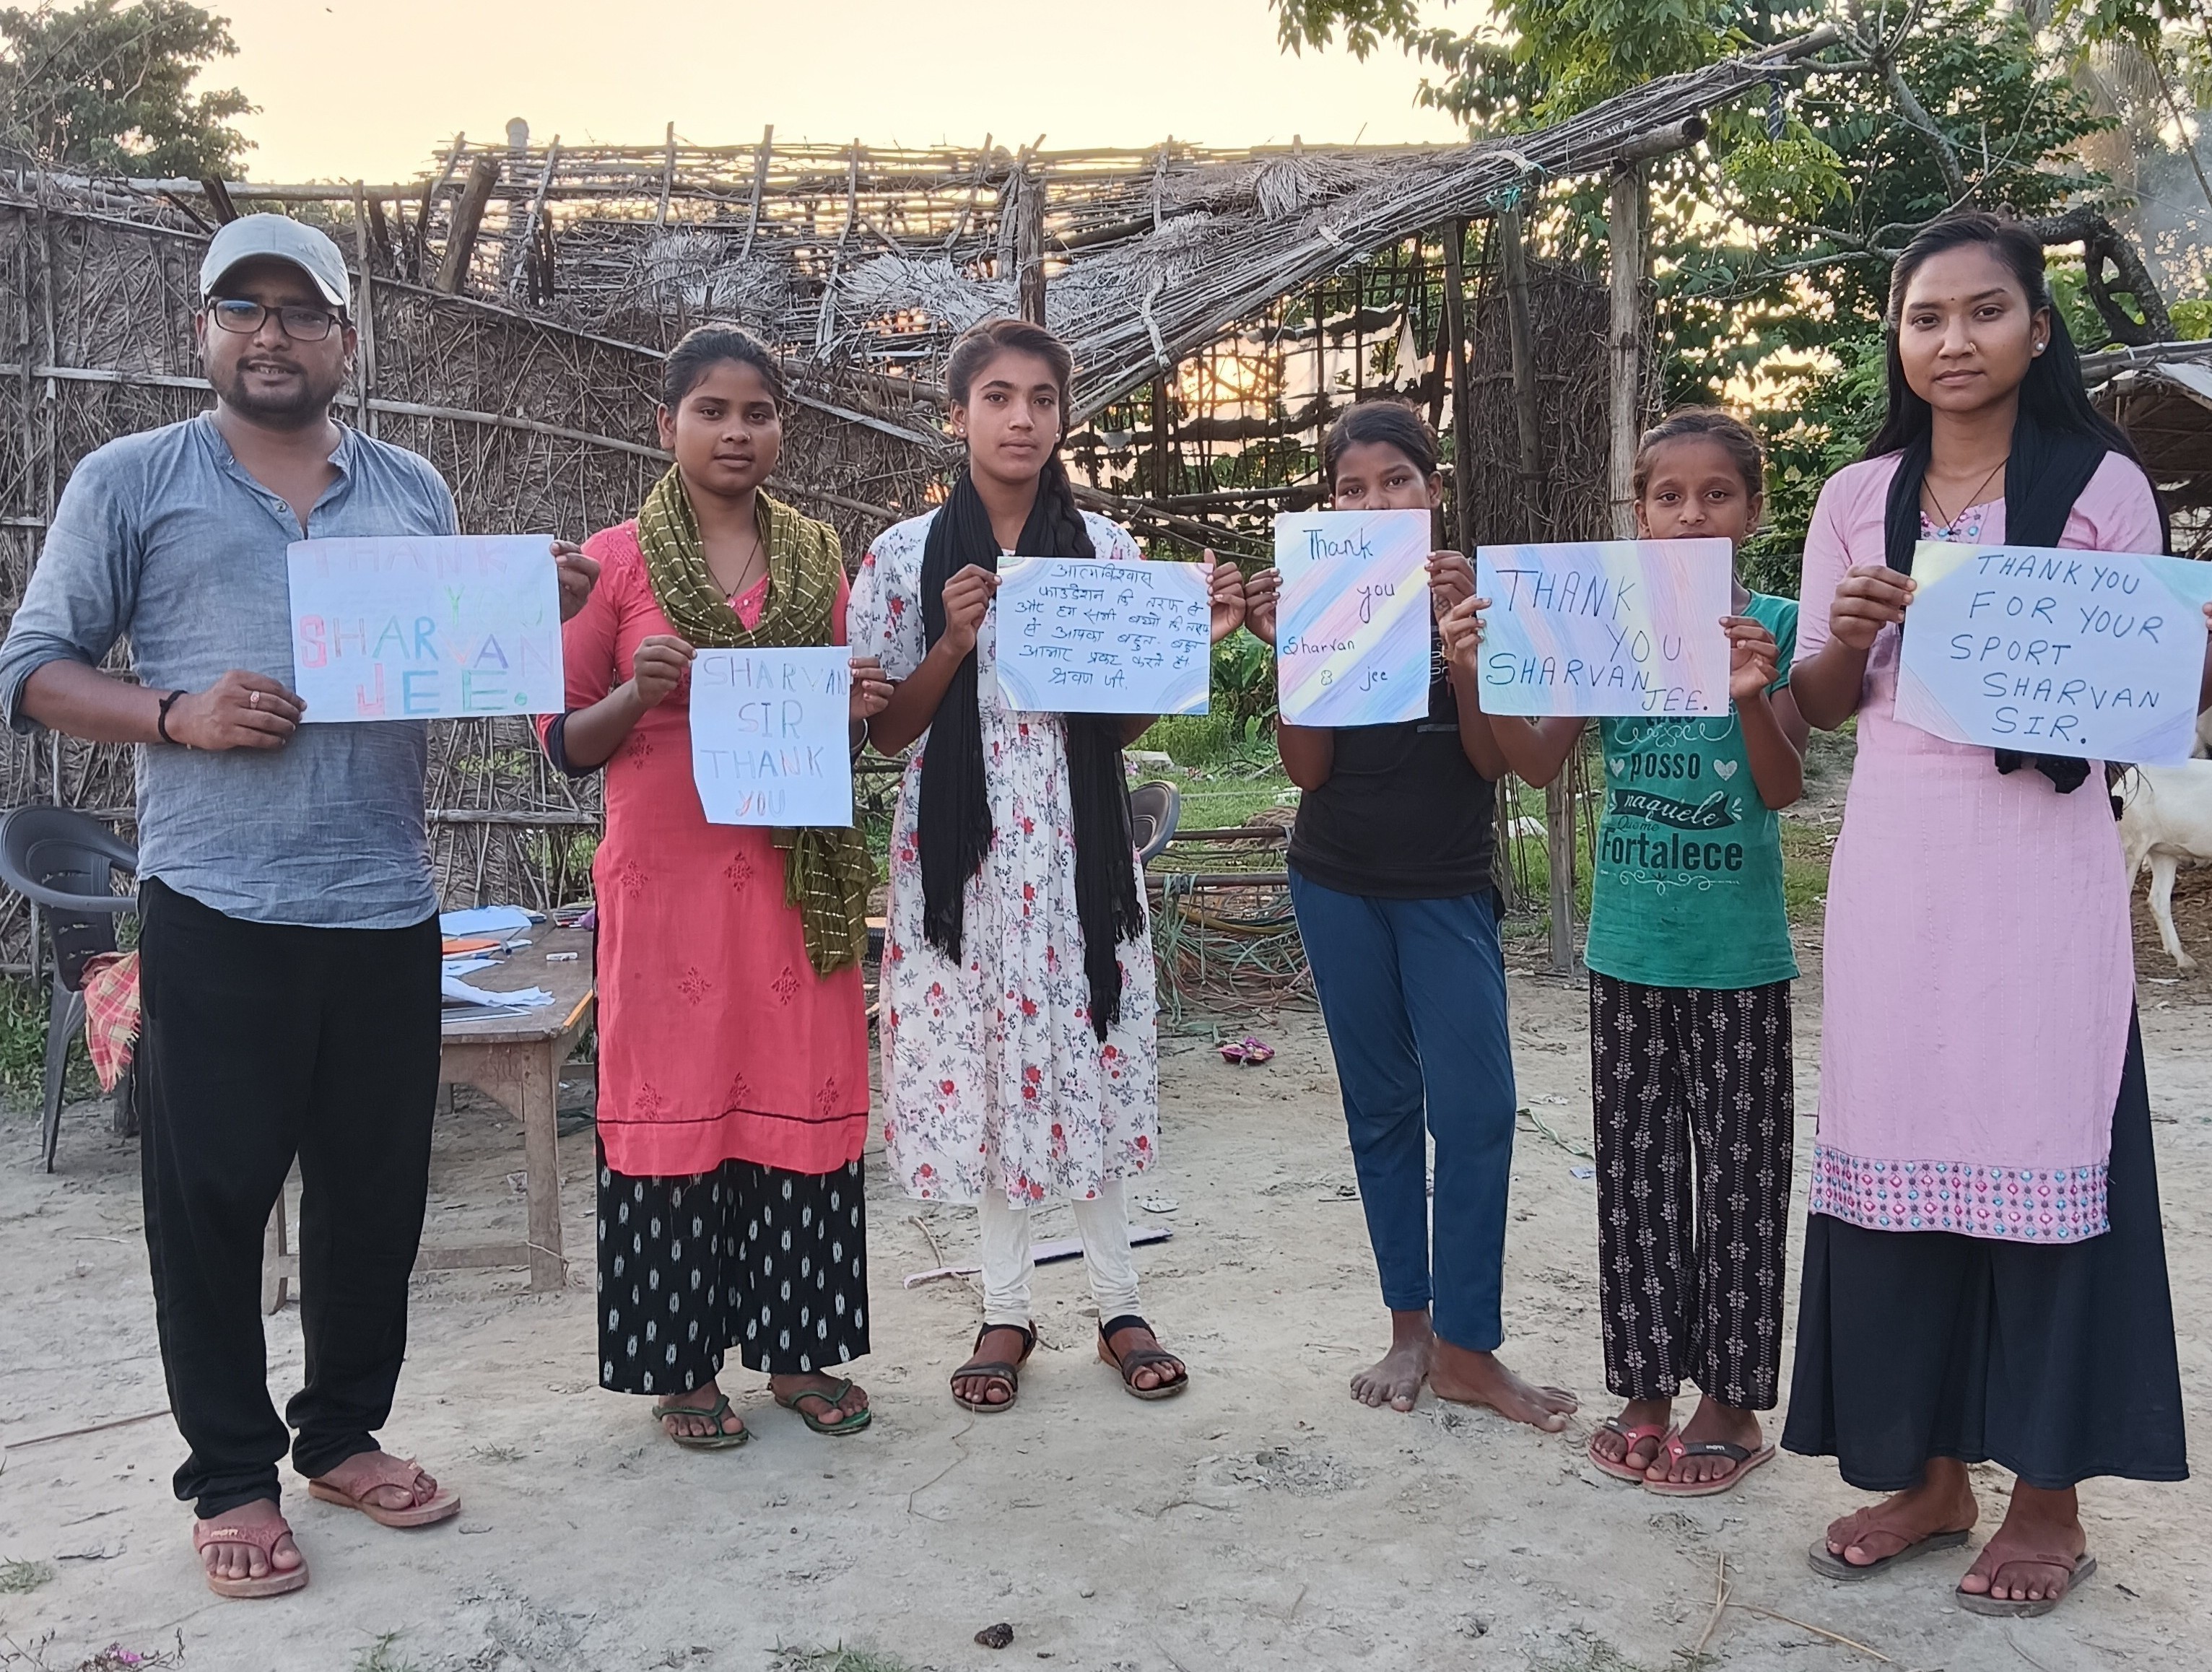 THANK
YOU
SHARVAN
JEE.
SHARVAN
SIR
THANK
YOU
आत्मविश्वास
फाउंडेशन कि तरफ से
और हम सभी बच्चो कि तरफ
से आपका बहुत-बहुत
आभार प्रकट करते है
श्रवण जी.
Thank
you
Sharvan
jee
THANK
YOU
SHARVAN
JEE.
posso
naquele
Que me
Fortalece
THANK YOU
FOR YOUR
SPORT
SHARVAN
SIR.